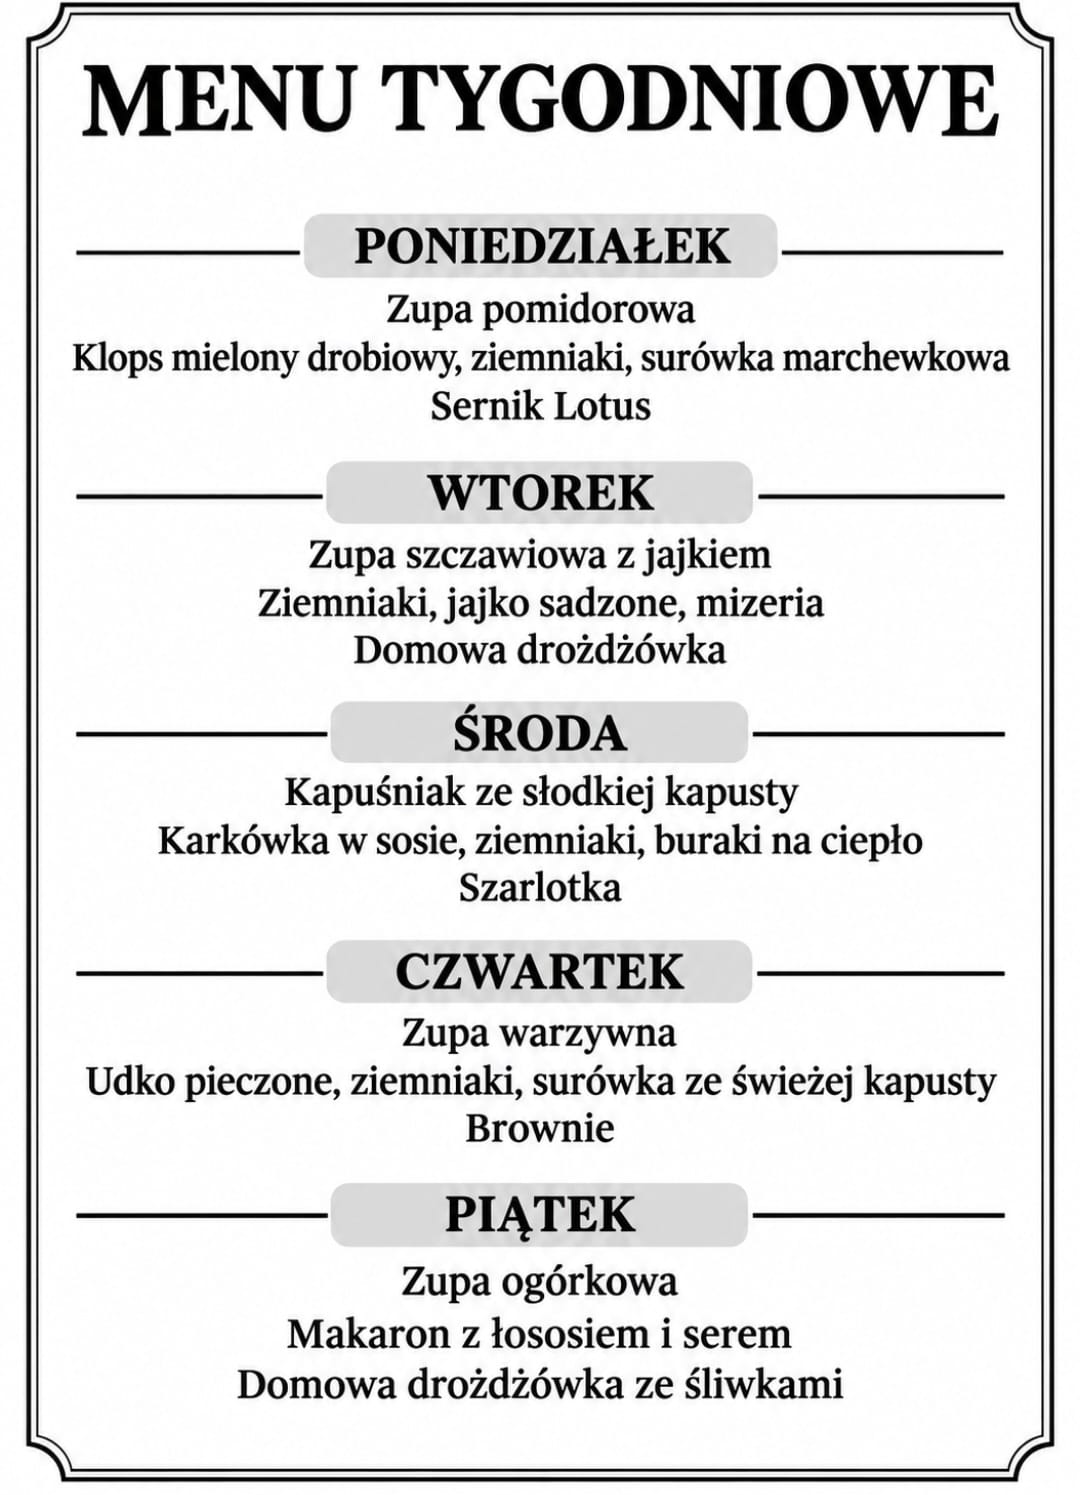 MENU TYGODNIOWE
PONIEDZIAŁEK
Zupa pomidorowa
Klops mielony drobiowy, ziemniaki, surówka marchewkowa
Sernik Lotus
WTOREK
Zupa szczawiowa z jajkiem
Ziemniaki, jajko sadzone, mizeria
Domowa drożdżówka
ŚRODA
Kapuśniak ze słodkiej kapusty
Karkówka w sosie, ziemniaki, buraki na ciepło
Szarlotka
CZWARTEK
Zupa warzywna
Udko pieczone, ziemniaki, surówka ze świeżej kapusty
Brownie
PIĄTEK
Zupa ogórkowa
Makaron z łososiem i serem
Domowa drożdżówka ze śliwkami